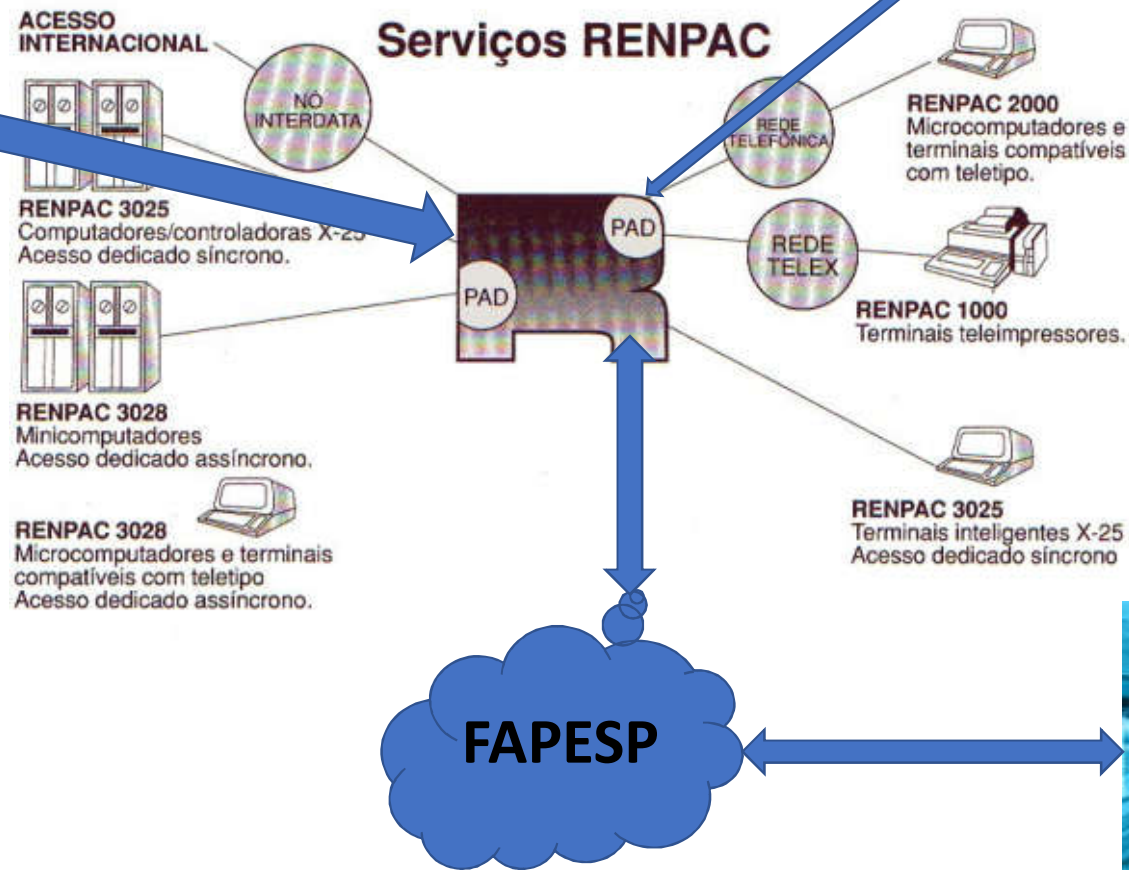 Serviços RENPAC
ACESSO
INTERNACIONAL
NÓ
INTERDATA
RENPAC 3025
Computadores/controladoras X-25
Acesso dedicado síncrono.
RENPAC 3028
Minicomputadores
Acesso dedicado assíncrono.
RENPAC 3028
Microcomputadores e terminais
compatíveis com teletipo
Acesso dedicado assíncrono.
PAD
PAD
REDE
TELEFÔNICA
RENPAC 2000
Microcomputadores e
terminais compatíveis
com teletipo.
REDE
TELEX
RENPAC 1000
Terminais teleimpressores.
RENPAC 3025
Terminais inteligentes X-25
Acesso dedicado síncrono
FAPESP